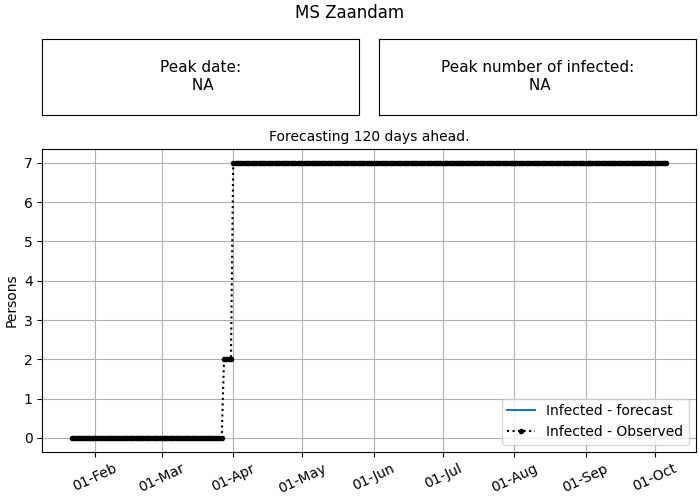 MS Zaandam
Peak date:
NA
Peak number of infected:
NA
Forecasting 120 days ahead.
7
6
5
4
3
2
1
0
Persons
01-Feb
01-Mar
01-Apr
01-May
01-Jun
01-Jul
01-Aug
01-Sep
01-Oct
Infected - forecast
Infected - Observed